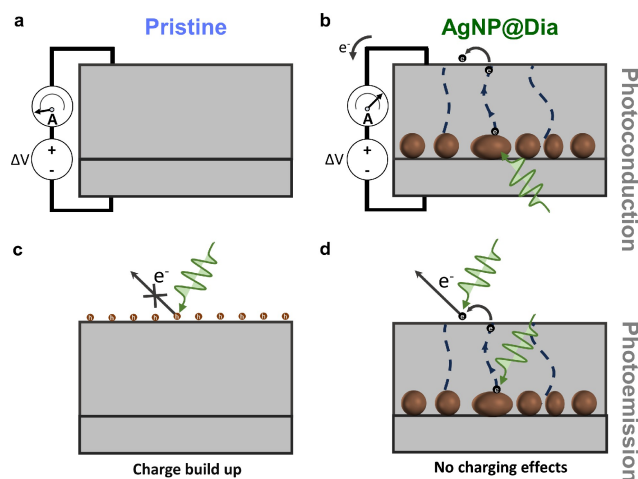 a
Pristine
b
AgNP@Dia
e-
e
e
A
+
ΔV
-
A
+
ΔV
-
e
Photoconduction
c
e-
h h h h h h h h h
d
e-
e
e
e
Photoemission
Charge build up
No charging effects